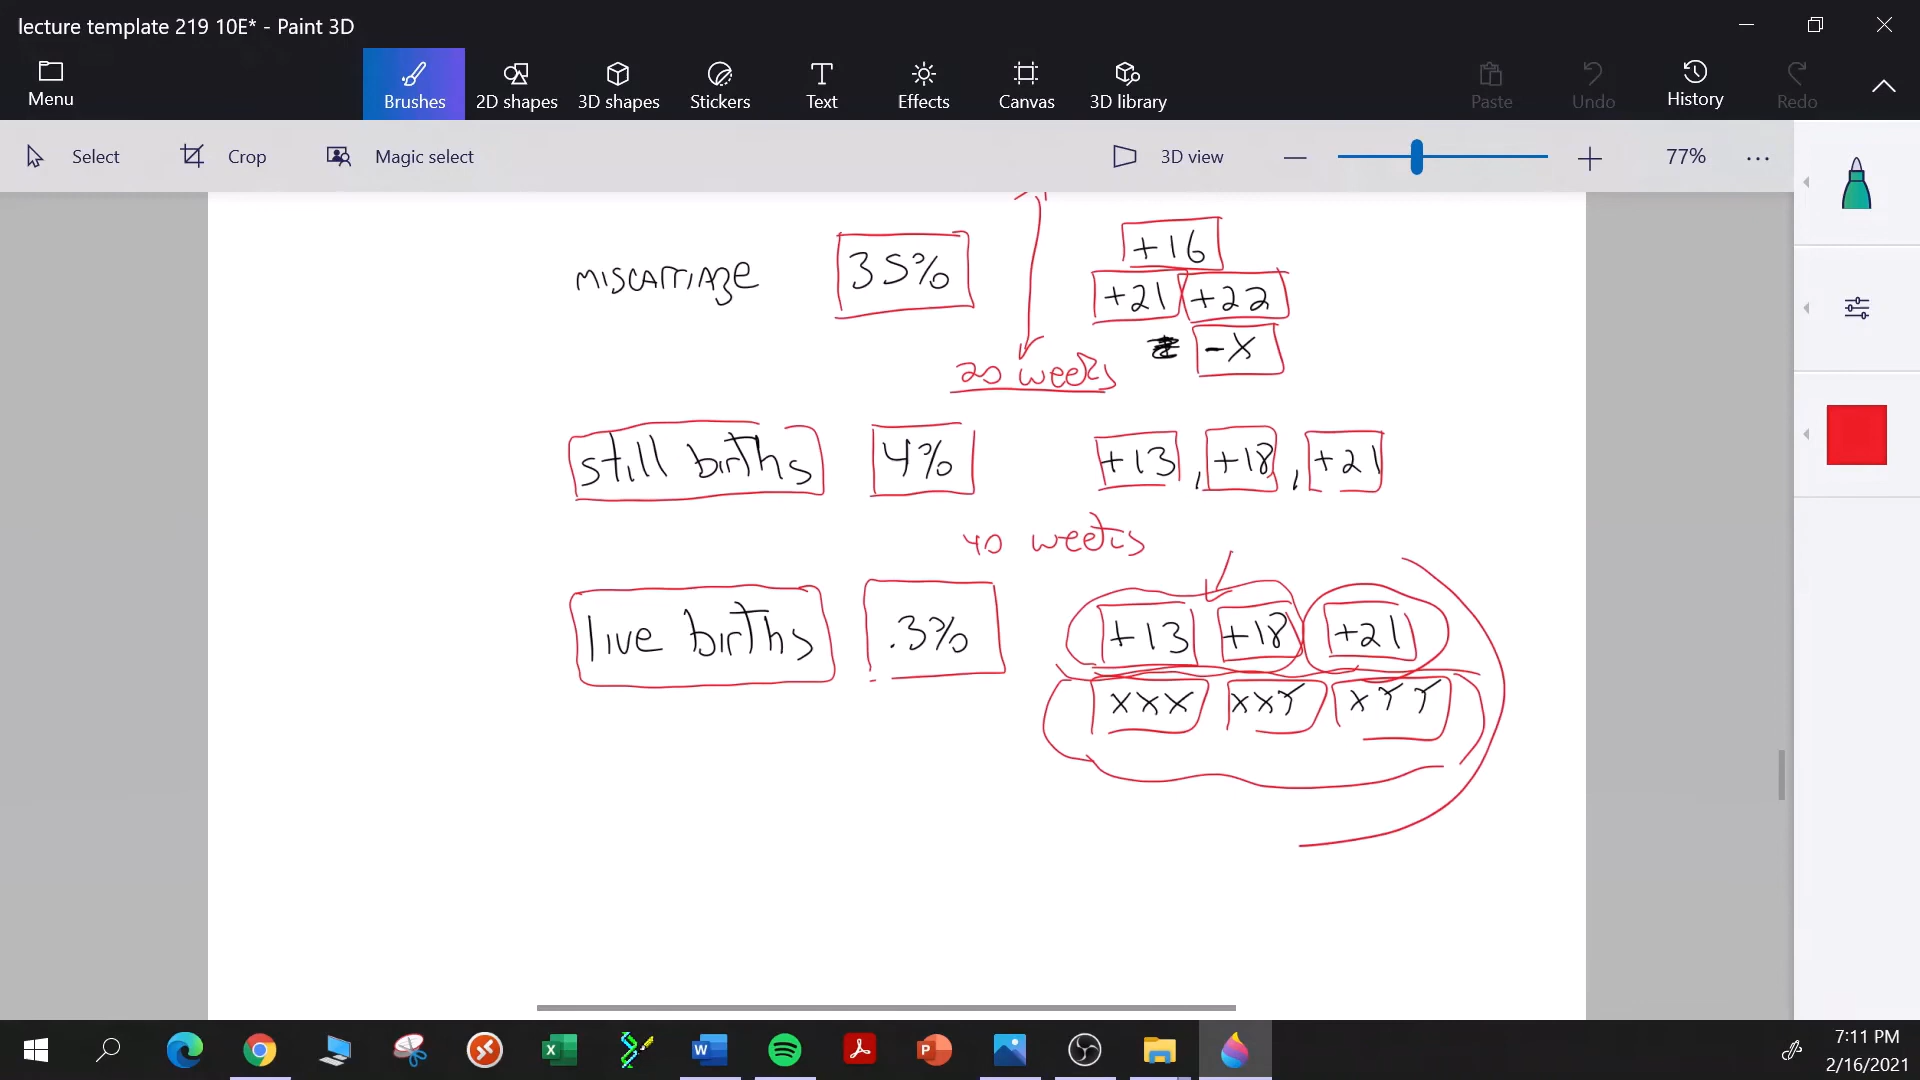 lecture template 219 10E* - Paint 3D
Menu
Brushes 2D shapes 3D shapes Stickers Text Effects Canvas 3D library
Paste Undo History Redo
Select Crop Magic select 3D view 77%
+16
miscarriage 35%
+21 +22
-X
20 weeks
still births 4% +13 , +18 , +21
40 weeks
live births .3% +13 +18 +21
XXX XXY XYY
7:11 PM
2/16/2021